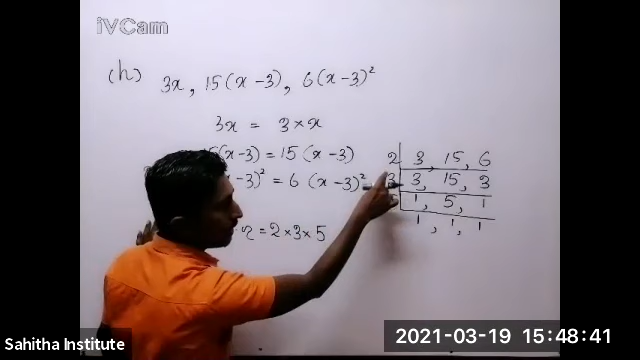 iVCam
(h) 3x, 15(x-3), 6(x-3)²
3x = 3 × x
(x-3) = 15 (x-3)
-3)² = 6 (x-3)²
= 2×3×5
2 | 3, 15, 6
3 | 3, 15, 3
1, 5, 1
1, 1, 1
Sahitha Institute
2021-03-19 15:48:41